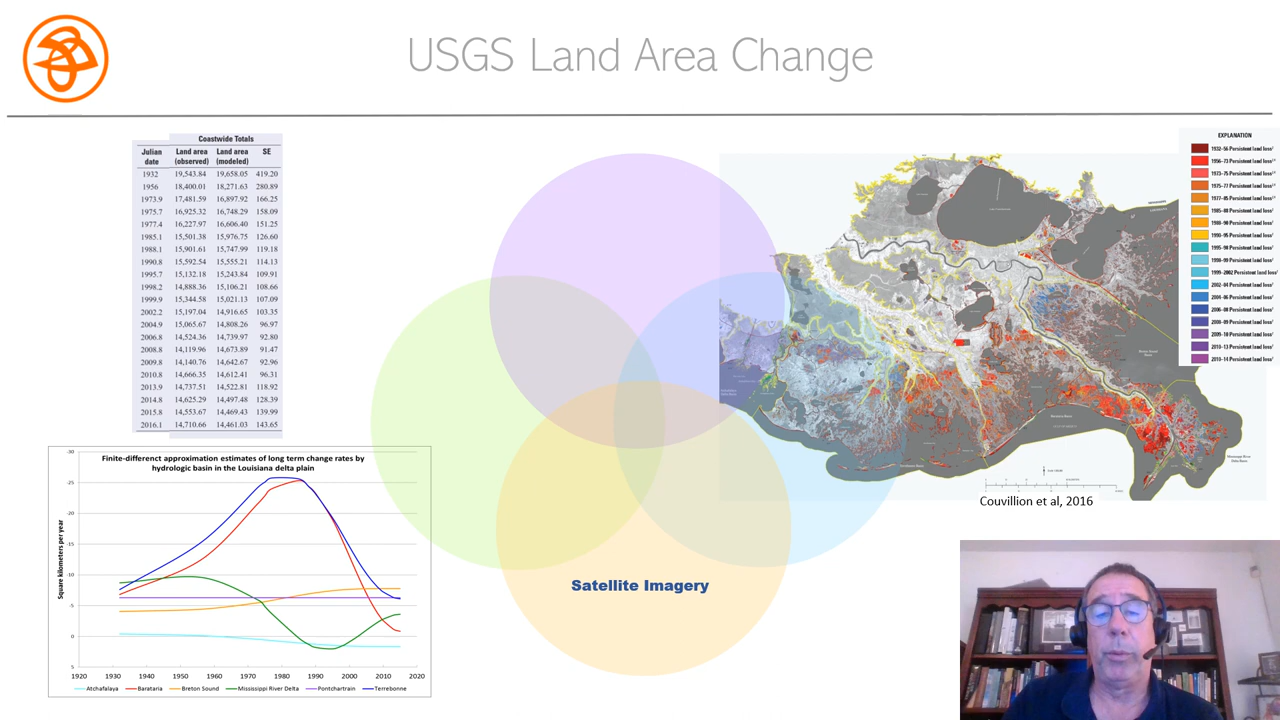 USGS Land Area Change
Coastwide Totals
Julian date Land area (observed) Land area (modeled) SE
1932 19,543.84 19,658.05 419.20
1956 18,400.01 18,271.63 280.89
1973.9 17,481.59 16,897.92 166.25
1975.7 16,925.32 16,748.29 158.09
1977.4 16,227.97 16,606.40 151.25
1985.1 15,501.38 15,976.75 126.60
1988.1 15,901.61 15,747.99 119.18
1990.8 15,592.54 15,555.21 114.13
1995.7 15,132.18 15,243.84 109.91
1998.2 14,888.36 15,106.21 108.66
1999.9 15,344.58 15,021.13 107.09
2002.2 15,197.04 14,916.65 103.35
2004.9 15,065.67 14,808.26 96.97
2006.8 14,524.36 14,739.97 92.80
2008.8 14,119.96 14,673.89 91.47
2009.8 14,140.76 14,642.67 92.96
2010.8 14,666.35 14,612.41 96.31
2013.9 14,737.51 14,522.81 118.92
2014.8 14,625.29 14,497.48 128.39
2015.8 14,553.67 14,469.43 139.99
2016.1 14,710.66 14,461.03 143.65
EXPLANATION
1932–56 Persistent land loss
1956–73 Persistent land loss
1973–75 Persistent land loss
1975–77 Persistent land loss
1977–85 Persistent land loss
1985–88 Persistent land loss
1988–90 Persistent land loss
1990–95 Persistent land loss
1995–98 Persistent land loss
1998–99 Persistent land loss
1999–2002 Persistent land loss
2002–04 Persistent land loss
2004–06 Persistent land loss
2006–08 Persistent land loss
2008–09 Persistent land loss
2009–10 Persistent land loss
2010–13 Persistent land loss
2010–14 Persistent land loss
Couvillion et al, 2016
Finite-differenct approximation estimates of long term change rates by
hydrologic basin in the Louisiana delta plain
Square kilometers per year
-30
-25
-20
-15
-10
-5
0
5
1920 1930 1940 1950 1960 1970 1980 1990 2000 2010 2020
Atchafalaya Barataria Breton Sound Mississippi River Delta Pontchartrain Terrebonne
Satellite Imagery